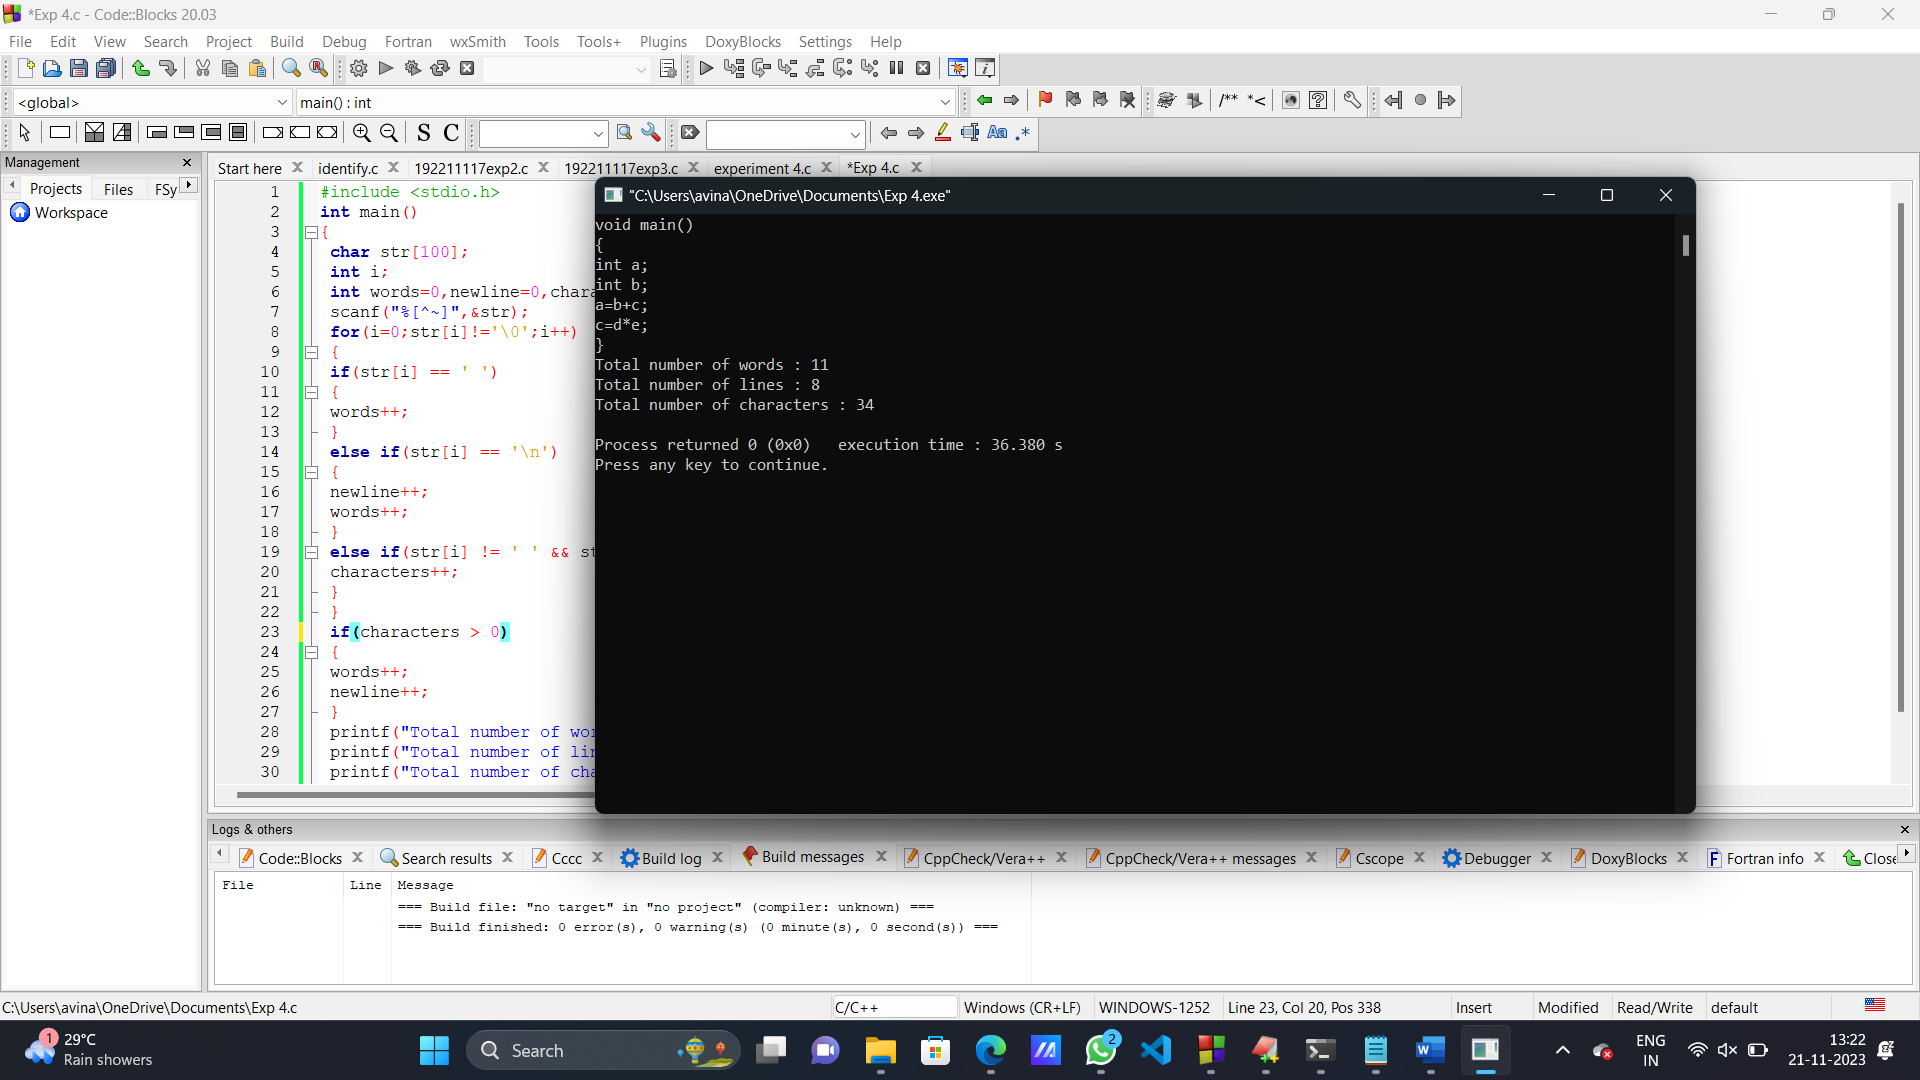 *Exp 4.c - Code::Blocks 20.03
File Edit View Search Project Build Debug Fortran wxSmith Tools Tools+ Plugins DoxyBlocks Settings Help
<global> main() : int
/** *<
S C Aa .*
Management
Projects Files FSy
Workspace
Start here identify.c 192211117exp2.c 192211117exp3.c experiment 4.c *Exp 4.c
1 #include <stdio.h>
2 int main()
3 {
4 char str[100];
5 int i;
6 int words=0,newline=0,chara
7 scanf("%[^~]",&str);
8 for(i=0;str[i]!='\0';i++)
9 {
10 if(str[i] == ' ')
11 {
12 words++;
13 }
14 else if(str[i] == '\n')
15 {
16 newline++;
17 words++;
18 }
19 else if(str[i] != ' ' && st
20 characters++;
21 }
22 }
23 if(characters > 0)
24 {
25 words++;
26 newline++;
27 }
28 printf("Total number of wor
29 printf("Total number of lin
30 printf("Total number of cha
"C:\Users\avina\OneDrive\Documents\Exp 4.exe"
void main()
{
int a;
int b;
a=b+c;
c=d*e;
}
Total number of words : 11
Total number of lines : 8
Total number of characters : 34
Process returned 0 (0x0)   execution time : 36.380 s
Press any key to continue.
Logs & others
Code::Blocks Search results Cccc Build log Build messages CppCheck/Vera++ CppCheck/Vera++ messages Cscope Debugger DoxyBlocks Fortran info Close
File Line Message
=== Build file: "no target" in "no project" (compiler: unknown) ===
=== Build finished: 0 error(s), 0 warning(s) (0 minute(s), 0 second(s)) ===
C:\Users\avina\OneDrive\Documents\Exp 4.c C/C++ Windows (CR+LF) WINDOWS-1252 Line 23, Col 20, Pos 338 Insert Modified Read/Write default
1 29°C
Rain showers
Search
2
ENG
IN
13:22
21-11-2023